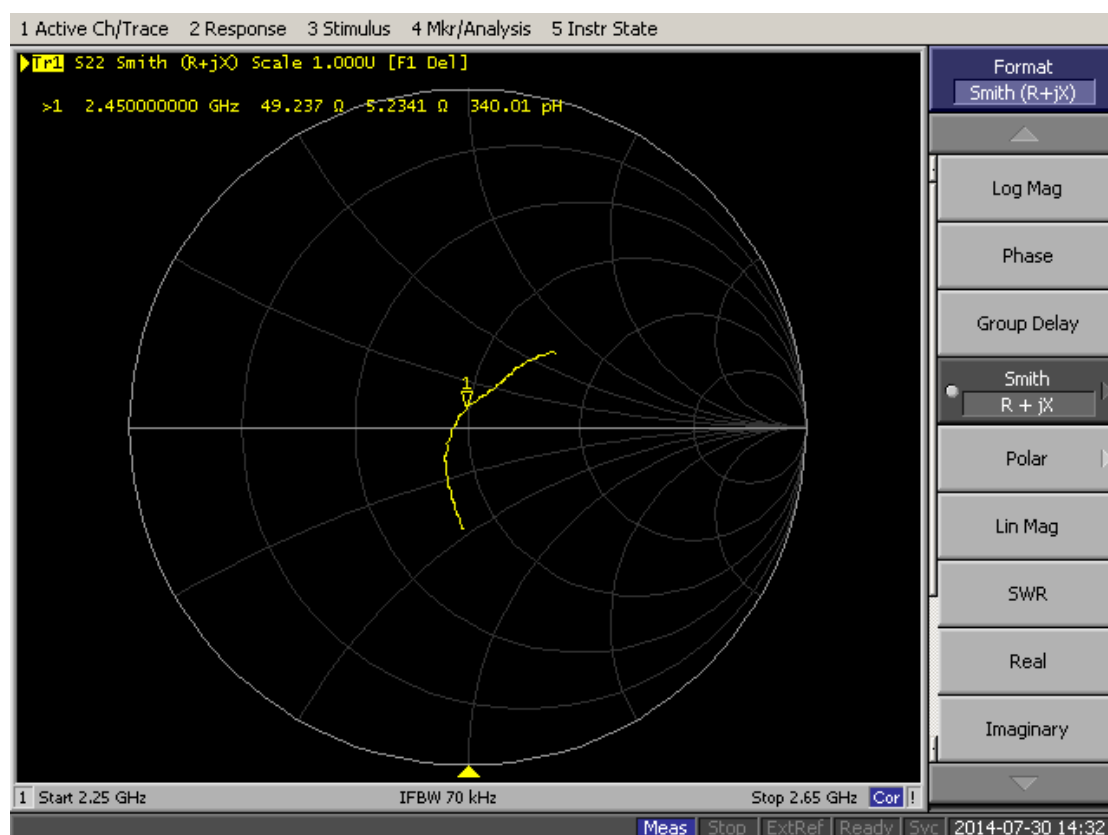 1 Active Ch/Trace 2 Response 3 Stimulus 4 Mkr/Analysis 5 Instr State
Tr1 S22 Smith (R+jX) Scale 1.000U [F1 Del]
>1 2.450000000 GHz 49.237 Ω 5.2341 Ω 340.01 pH
1
Format
Smith (R+jX)
Log Mag
Phase
Group Delay
Smith
R + jX
Polar
Lin Mag
SWR
Real
Imaginary
1 Start 2.25 GHz IFBW 70 kHz Stop 2.65 GHz Cor !
Meas Stop ExtRef Ready Svc 2014-07-30 14:32